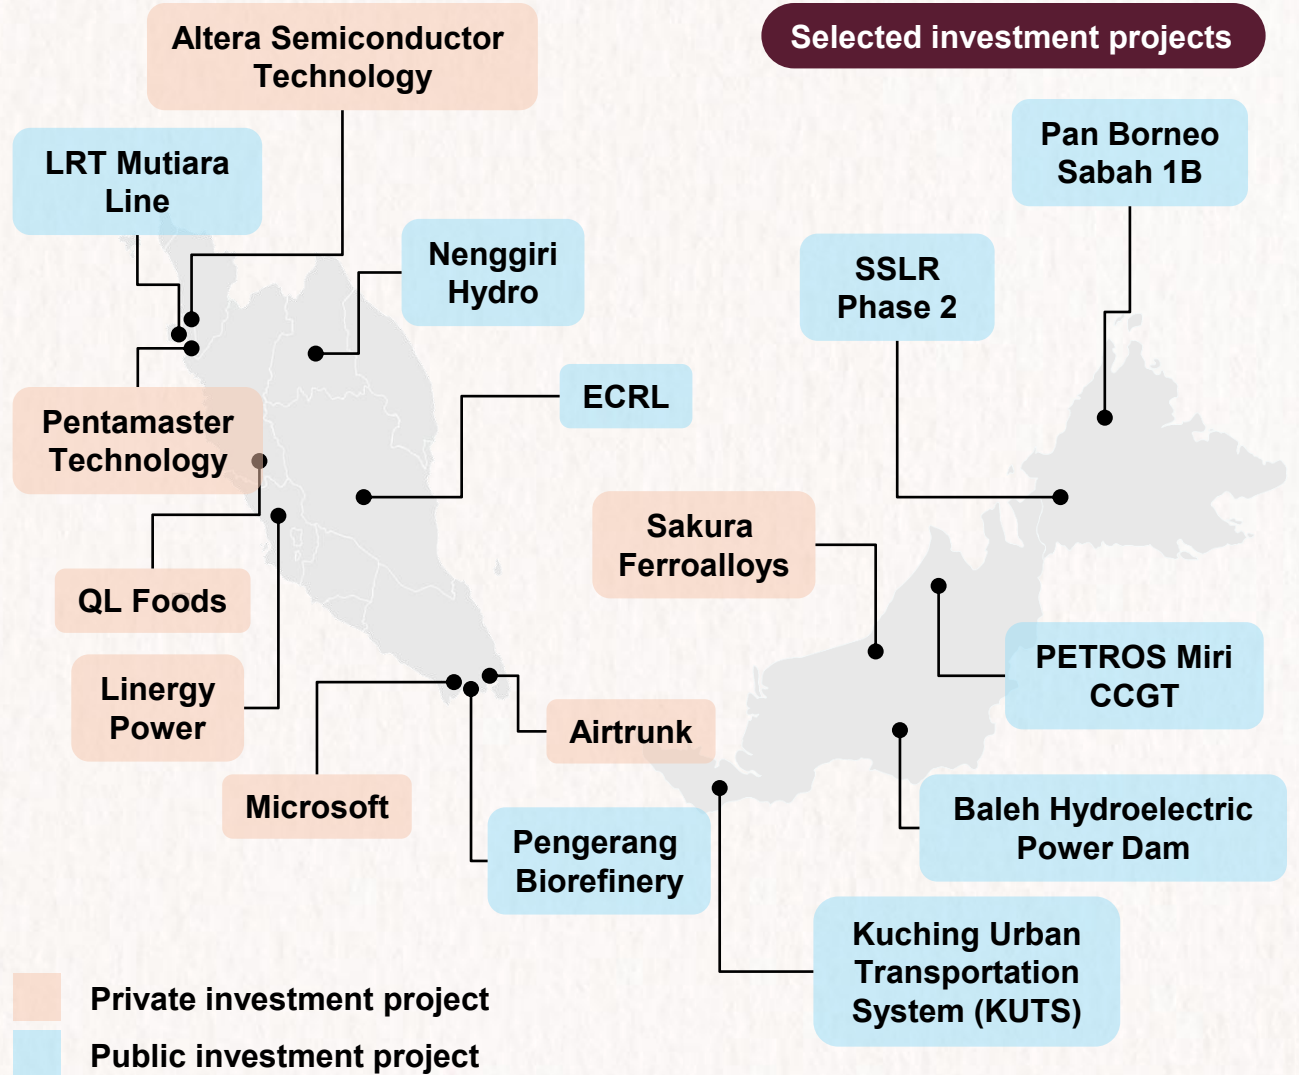 Altera Semiconductor
Technology
Selected investment projects
LRT Mutiara
Line
Pan Borneo
Sabah 1B
Nenggiri
Hydro
SSLR
Phase 2
ECRL
Pentamaster
Technology
Sakura
Ferroalloys
QL Foods
PETROS Miri
CCGT
Linergy
Power
Airtrunk
Microsoft
Baleh Hydroelectric
Power Dam
Pengerang
Biorefinery
Kuching Urban
Transportation
System (KUTS)
Private investment project
Public investment project